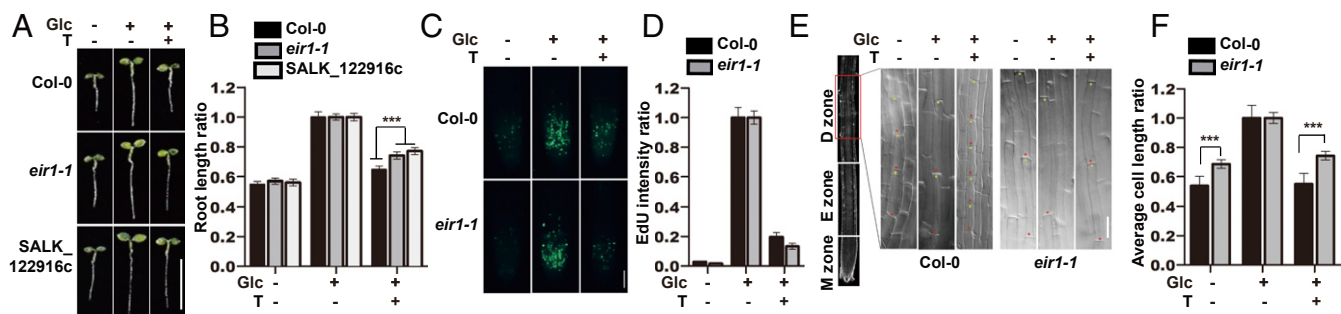 A
Glc - + +
T - - +
Col-0
eir1-1
SALK_
122916c
B
Col-0
eir1-1
SALK_122916c
Root length ratio
1.2
1.0
0.8
0.6
0.4
0.2
0.0
***
Glc - + +
T - - +
C
Glc - + +
T - - +
Col-0
eir1-1
D
Col-0
eir1-1
EdU intensity ratio
1.2
1.0
0.8
0.6
0.4
0.2
0.0
Glc - + +
T - - +
E
Glc - + + - + +
T - - + - - +
D zone
E zone
M zone
Col-0 eir1-1
F
Col-0
eir1-1
Average cell length ratio
1.2
1.0
0.8
0.6
0.4
0.2
0.0
*** ***
Glc - + +
T - - +